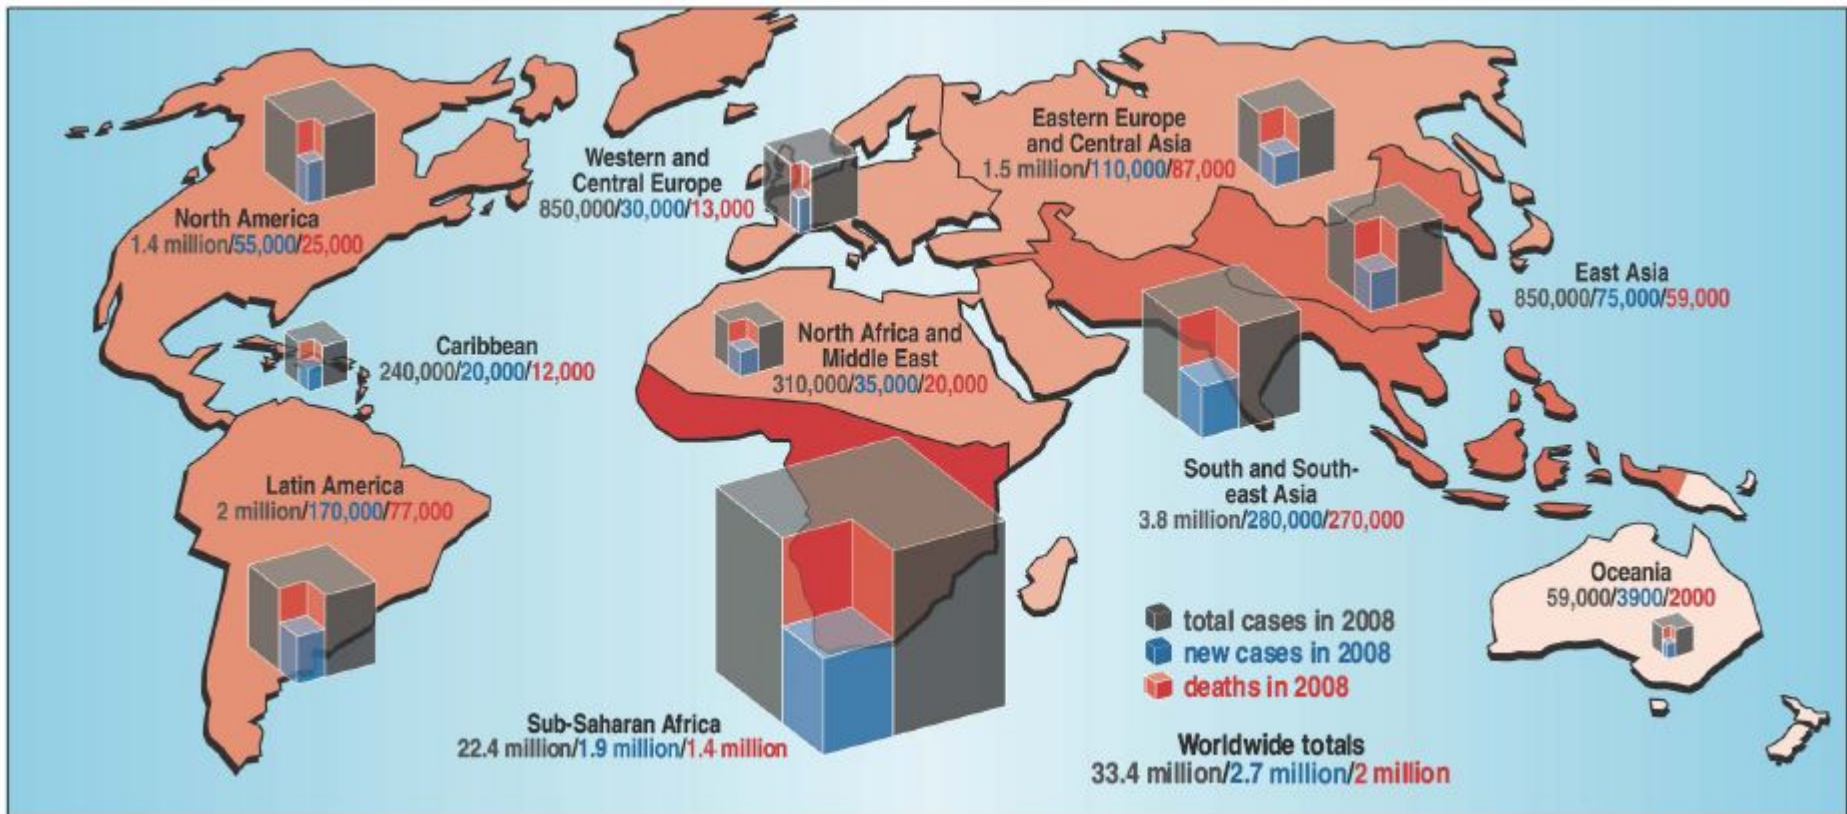 North America
1.4 million/55,000/25,000
Western and
Central Europe
850,000/30,000/13,000
Eastern Europe
and Central Asia
1.5 million/110,000/87,000
East Asia
850,000/75,000/59,000
Caribbean
240,000/20,000/12,000
North Africa and
Middle East
310,000/35,000/20,000
Latin America
2 million/170,000/77,000
South and South-
east Asia
3.8 million/280,000/270,000
Oceania
59,000/3900/2000
Sub-Saharan Africa
22.4 million/1.9 million/1.4 million
total cases in 2008
new cases in 2008
deaths in 2008
Worldwide totals
33.4 million/2.7 million/2 million